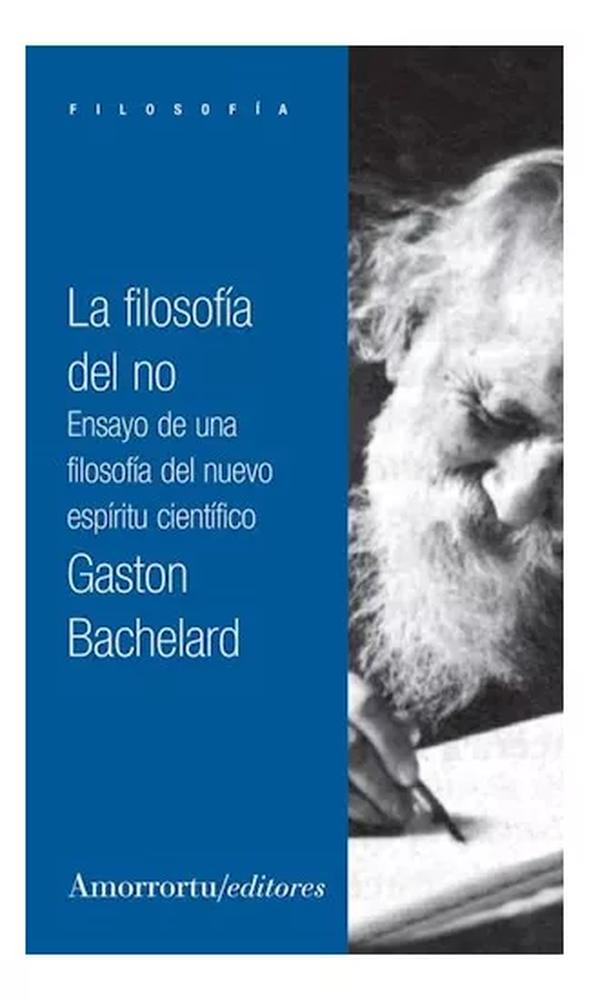 FILOSOFÍA
La filosofía
del no
Ensayo de una
filosofía del nuevo
espíritu científico
Gaston
Bachelard
Amorrortu/editores